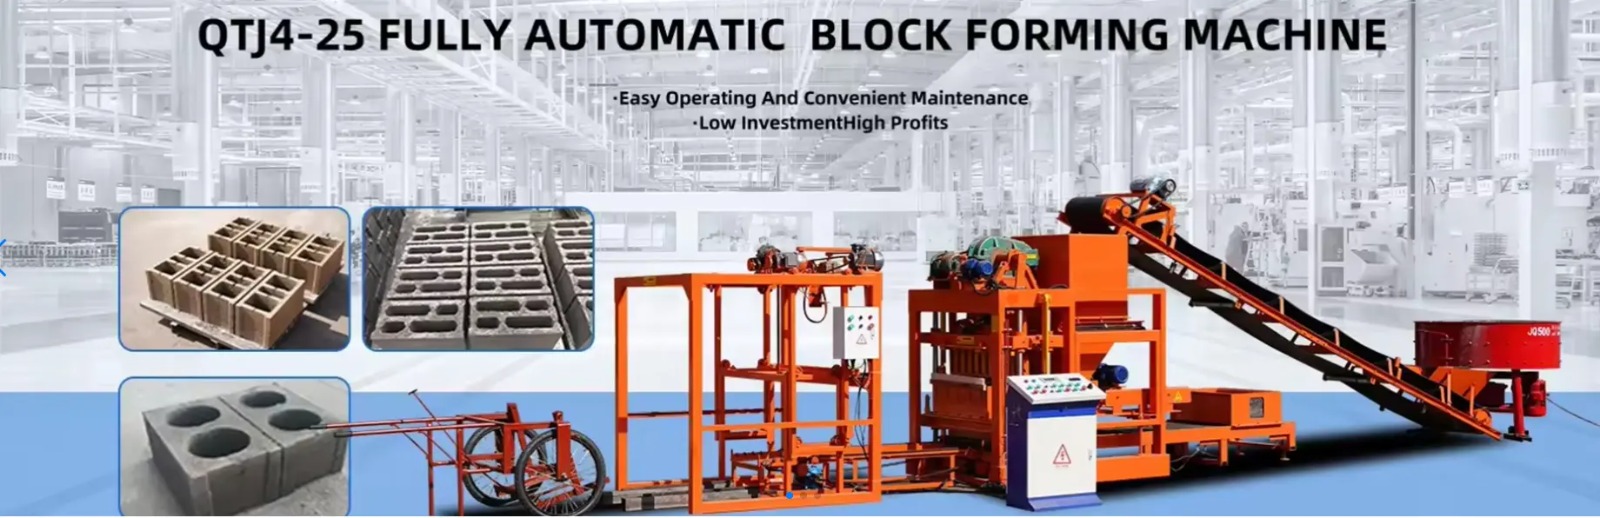 QTJ4-25 FULLY AUTOMATIC BLOCK FORMING MACHINE
·Easy Operating And Convenient Maintenance
·Low InvestmentHigh Profits
JQ500